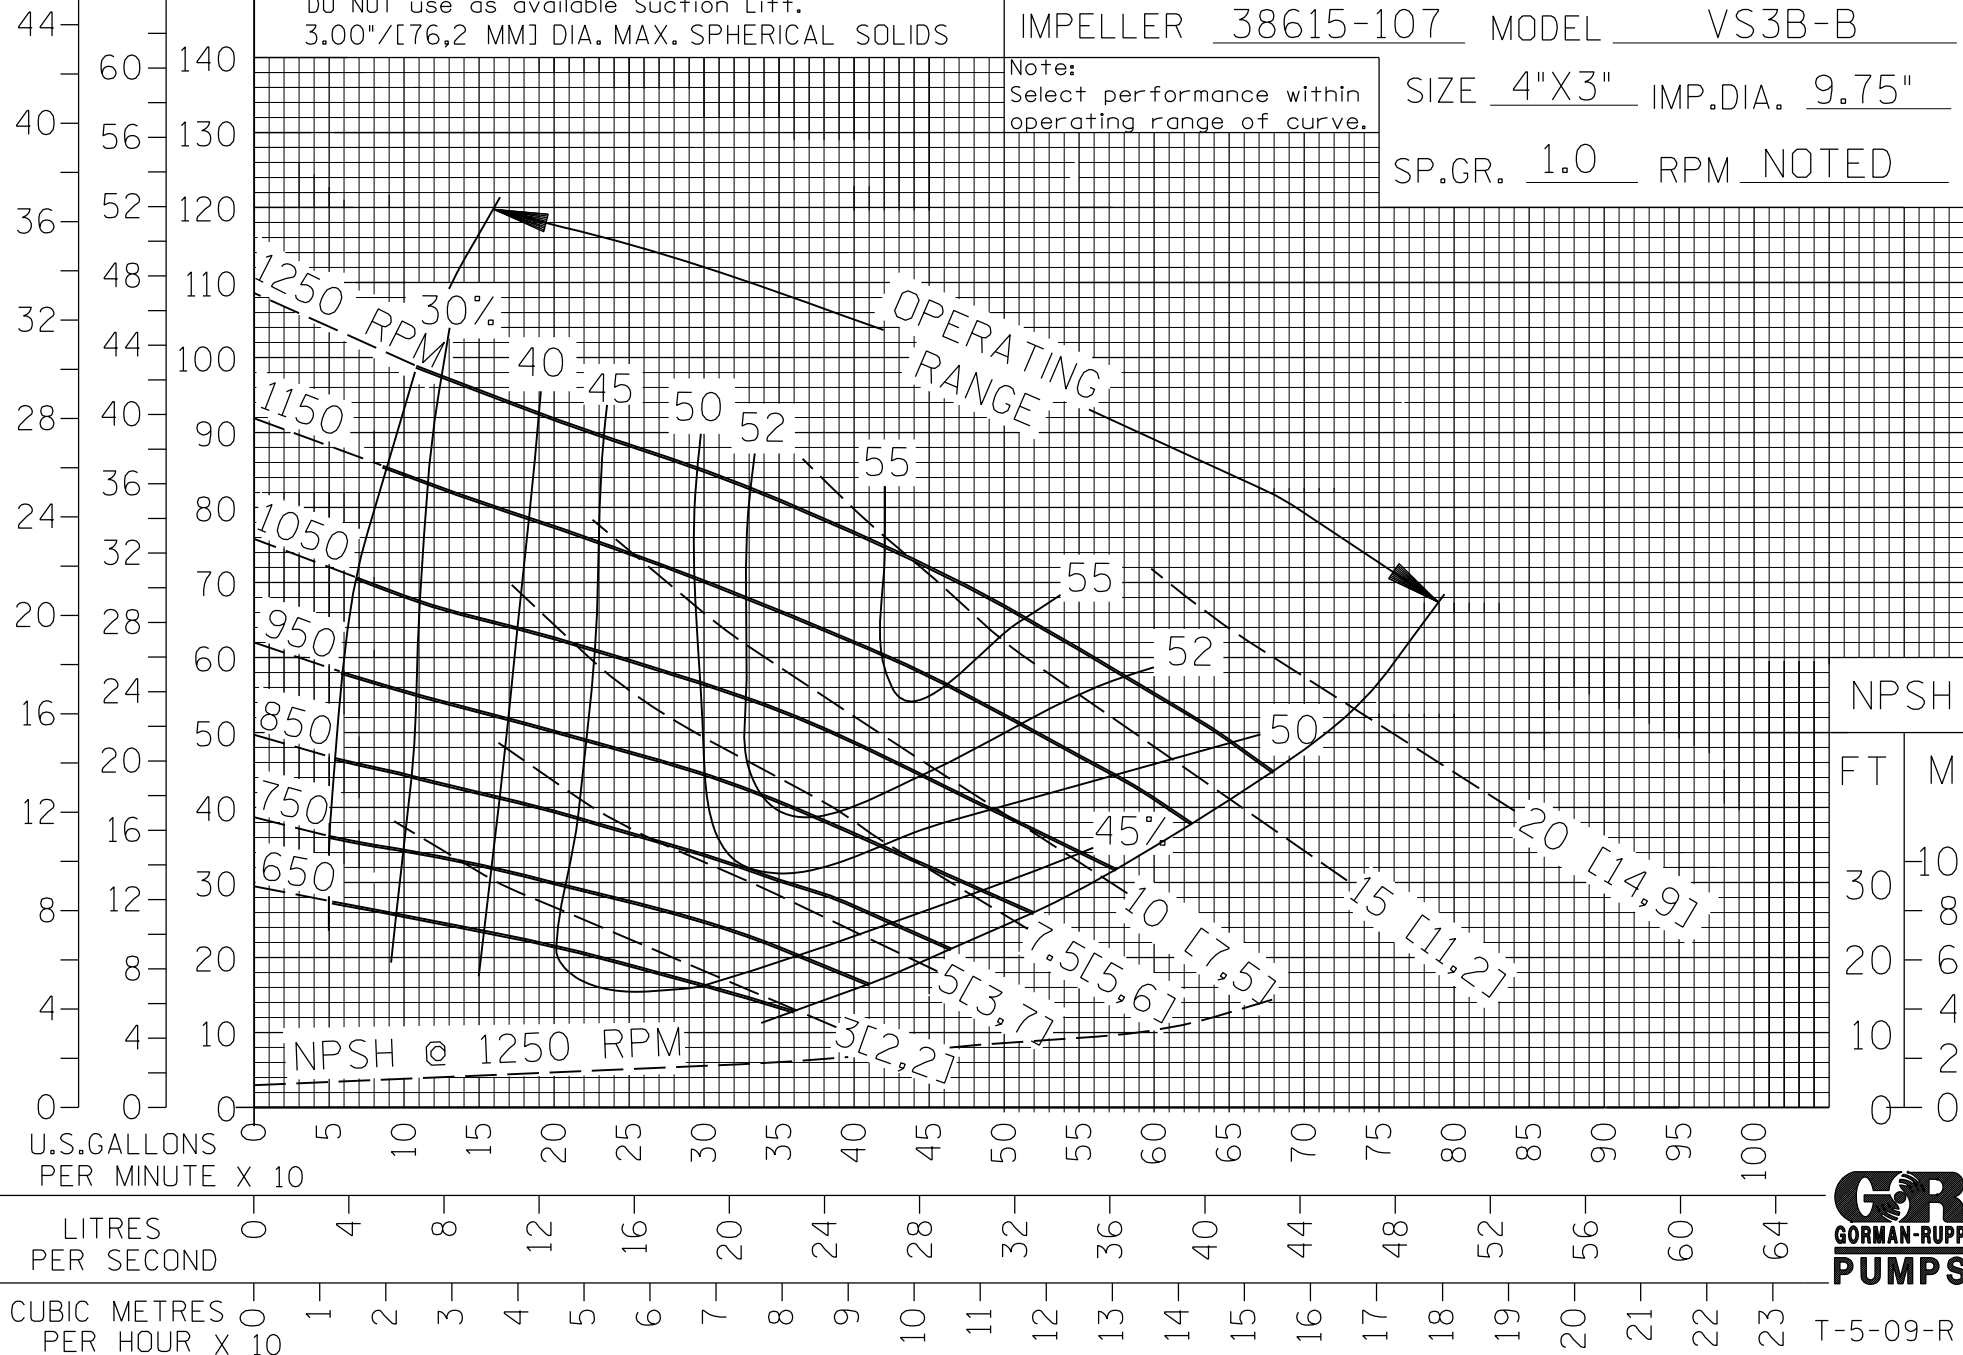 DO NOT use as available Suction Lift.
3.00"/[76,2 MM] DIA. MAX. SPHERICAL SOLIDS
IMPELLER 38615-107 MODEL VS3B-B
Note:
Select performance within
operating range of curve.
SIZE 4"X3" IMP.DIA. 9.75"
SP.GR. 1.0 RPM NOTED
44
40
36
32
28
24
20
16
12
8
4
0
60
56
52
48
44
40
36
32
28
24
20
16
12
8
4
0
140
130
120
110
100
90
80
70
60
50
40
30
20
10
0
1250 RPM
1150
1050
950
850
750
650
30%
40
45
50
52
55
OPERATING
RANGE
55
52
50
45%
20 [14,9]
15 [11,2]
10 [7,5]
7.5[5,6]
5[3,7]
3[2,2]
NPSH @ 1250 RPM
NPSH
FT M
30
20
10
0
10
8
6
4
2
0
U.S.GALLONS
PER MINUTE X 10
0 5 10 15 20 25 30 35 40 45 50 55 60 65 70 75 80 85 90 95 100
LITRES
PER SECOND
0 4 8 12 16 20 24 28 32 36 40 44 48 52 56 60 64
CUBIC METRES
PER HOUR X 10
0 1 2 3 4 5 6 7 8 9 10 11 12 13 14 15 16 17 18 19 20 21 22 23
GR
GORMAN-RUPP
PUMPS
T-5-09-R